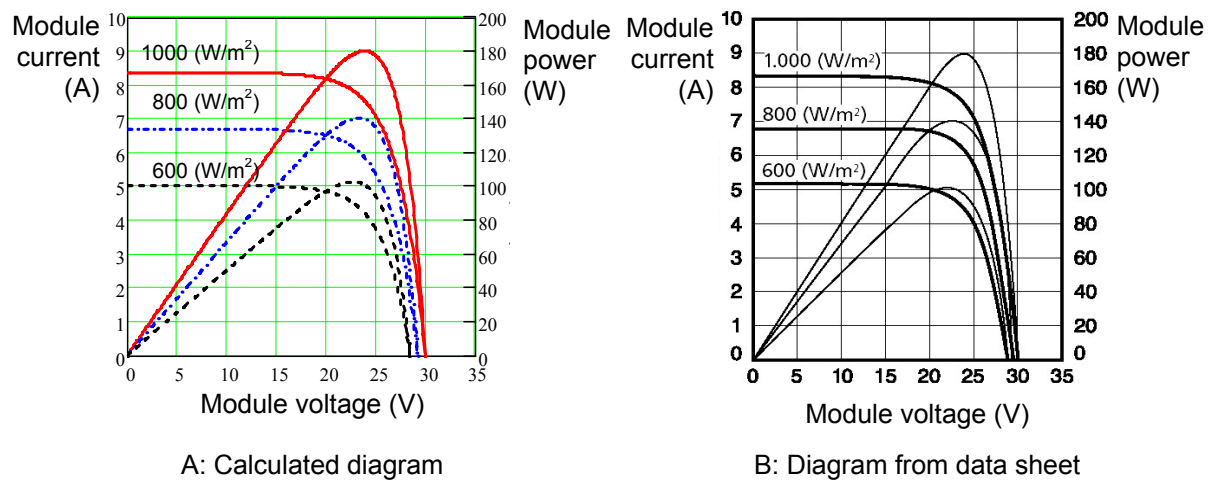 Module
current
(A)
10
9
8
7
6
5
4
3
2
1
0
1000 (W/m²)
800 (W/m²)
600 (W/m²)
200
180
160
140
120
100
80
60
40
20
0
Module
power
(W)
0 5 10 15 20 25 30 35
Module voltage (V)
A: Calculated diagram
Module
current
(A)
10
9
8
7
6
5
4
3
2
1
0
1.000 (W/m²)
800 (W/m²)
600 (W/m²)
200
180
160
140
120
100
80
60
40
20
0
Module
power
(W)
0 5 10 15 20 25 30 35
Module voltage (V)
B: Diagram from data sheet